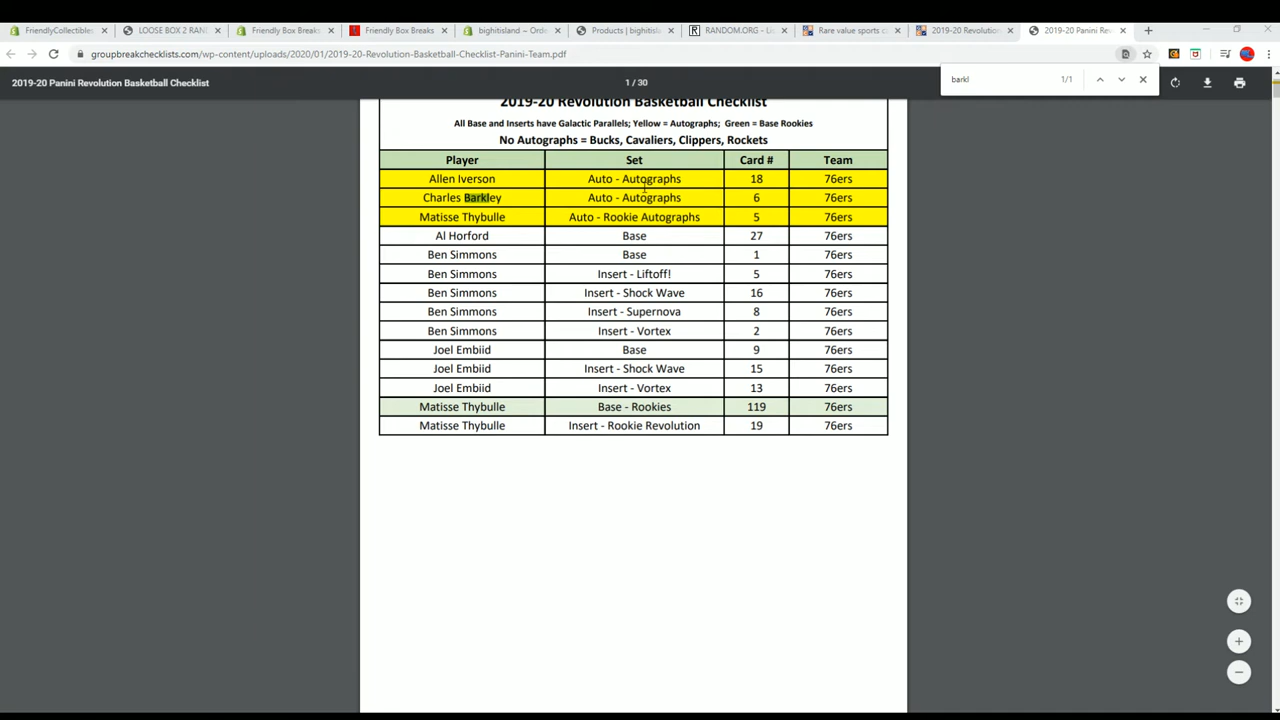 FriendlyCollectibles
LOOSE BOX 2 RAN
Friendly Box Breaks
Friendly Box Breaks
bighitisland ~ Orde
Products | bighitisl
RANDOM.ORG - Li
Rare value sports c
2019-20 Revolution
2019-20 Panini Rev
groupbreakchecklists.com/wp-content/uploads/2020/01/2019-20-Revolution-Basketball-Checklist-Panini-Team.pdf
barkl 1/1
2019-20 Panini Revolution Basketball Checklist 1 / 30
2019-20 Revolution Basketball Checklist
All Base and Inserts have Galactic Parallels; Yellow = Autographs; Green = Base Rookies
No Autographs = Bucks, Cavaliers, Clippers, Rockets
Player Set Card # Team
Allen Iverson Auto - Autographs 18 76ers
Charles Barkley Auto - Autographs 6 76ers
Matisse Thybulle Auto - Rookie Autographs 5 76ers
Al Horford Base 27 76ers
Ben Simmons Base 1 76ers
Ben Simmons Insert - Liftoff! 5 76ers
Ben Simmons Insert - Shock Wave 16 76ers
Ben Simmons Insert - Supernova 8 76ers
Ben Simmons Insert - Vortex 2 76ers
Joel Embiid Base 9 76ers
Joel Embiid Insert - Shock Wave 15 76ers
Joel Embiid Insert - Vortex 13 76ers
Matisse Thybulle Base - Rookies 119 76ers
Matisse Thybulle Insert - Rookie Revolution 19 76ers